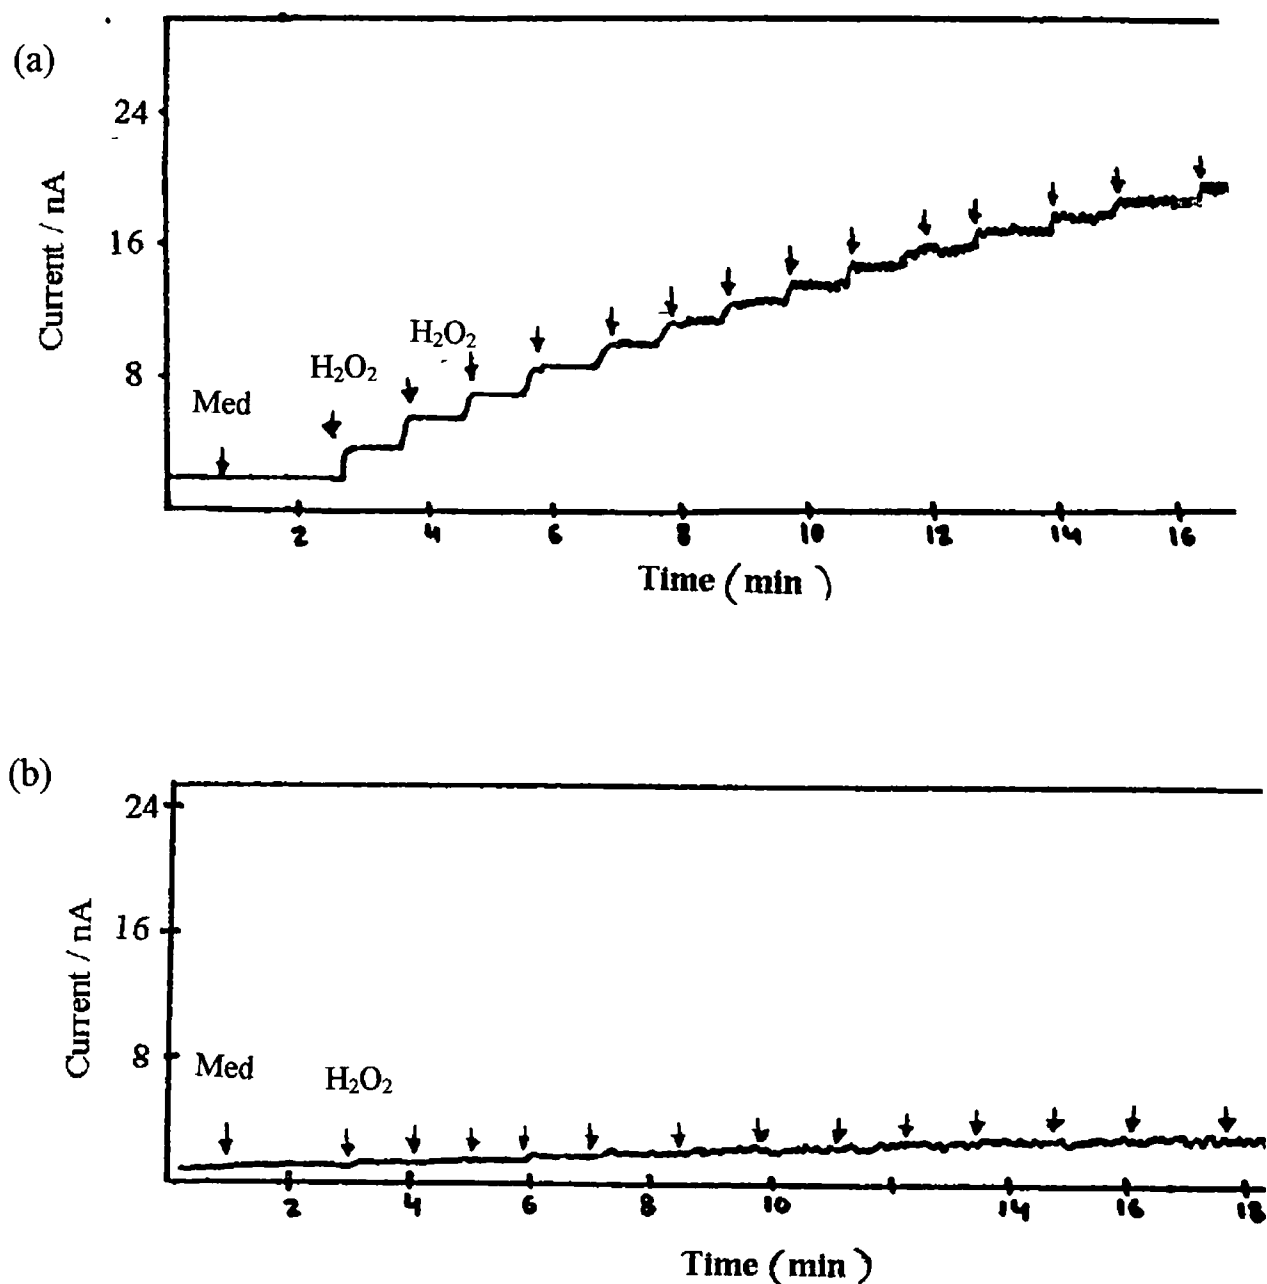 (a)
24
16
8
Current / nA
Med
H₂O₂
H₂O₂
2 4 6 8 10 12 14 16
Time (min)
(b)
24
16
8
Current / nA
Med
H₂O₂
2 4 6 8 10 12 14 16 18
Time (min)